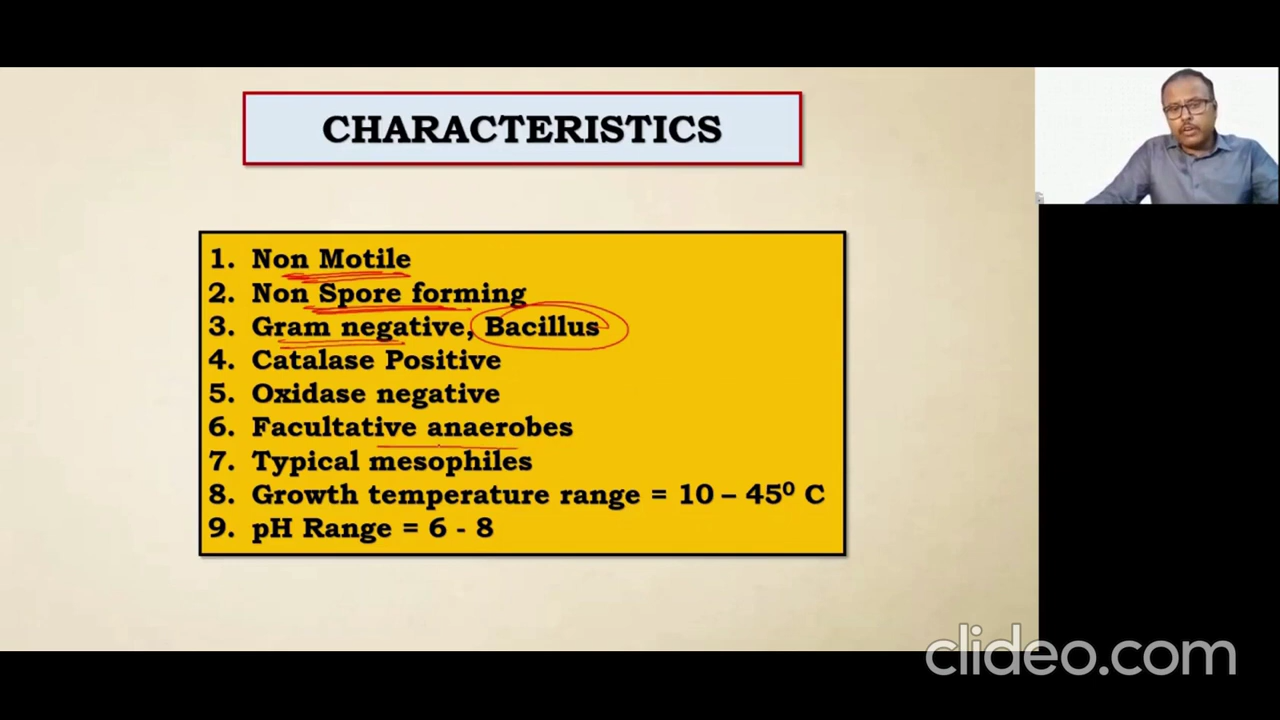 CHARACTERISTICS
1. Non Motile
2. Non Spore forming
3. Gram negative, Bacillus
4. Catalase Positive
5. Oxidase negative
6. Facultative anaerobes
7. Typical mesophiles
8. Growth temperature range = 10 – 45⁰ C
9. pH Range = 6 - 8
clideo.com